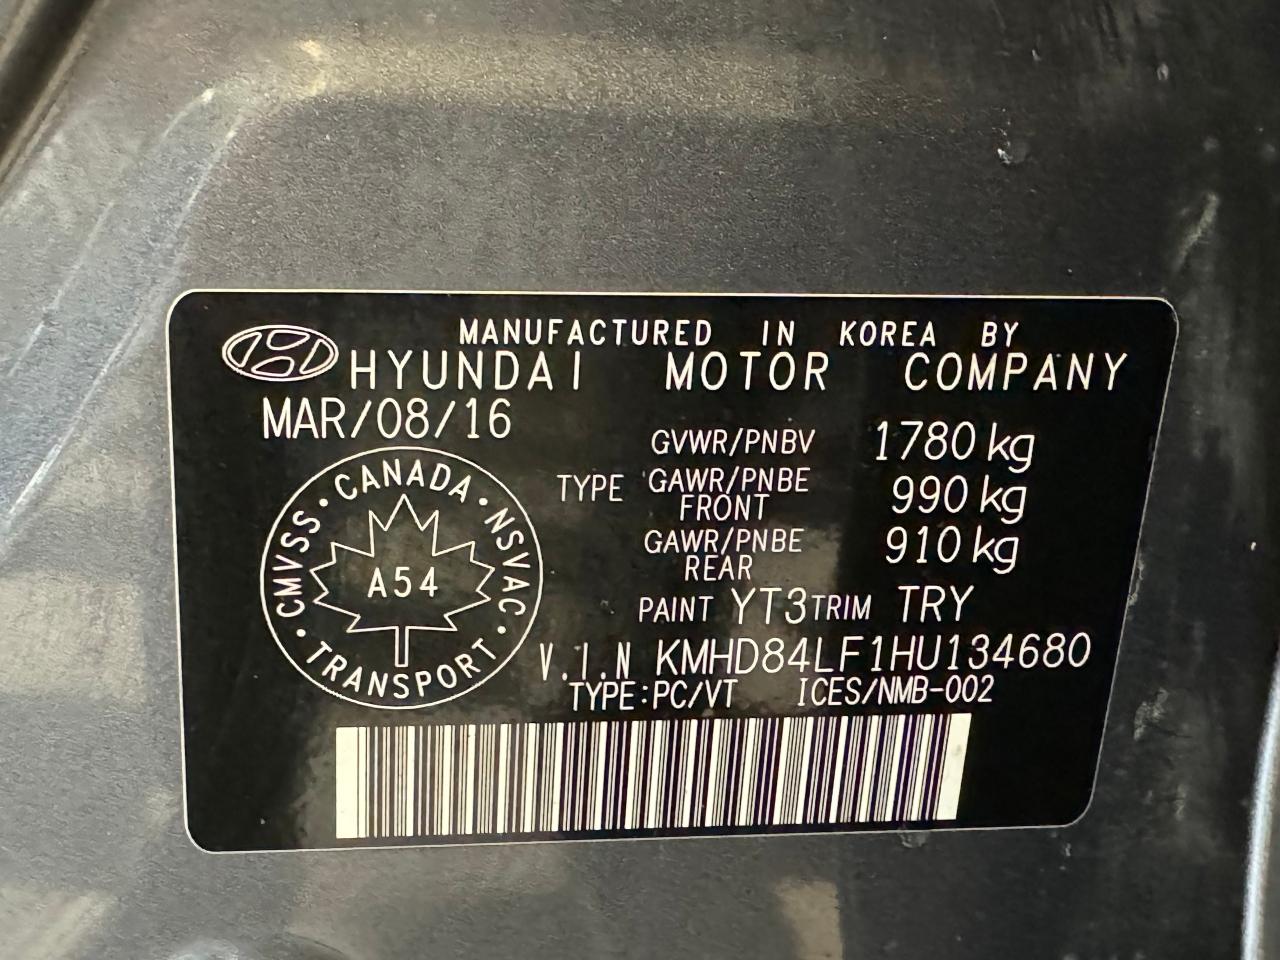 MANUFACTURED IN KOREA BY
HYUNDAI MOTOR COMPANY
MAR/08/16
GVWR/PNBV 1780 kg
TYPE GAWR/PNBE FRONT 990 kg
GAWR/PNBE REAR 910 kg
PAINT YT3 TRIM TRY
V.I.N KMHD84LF1HU134680
TYPE:PC/VT ICES/NMB-002
CMVSS · CANADA · NSVAC · TRANSPORT ·
A54